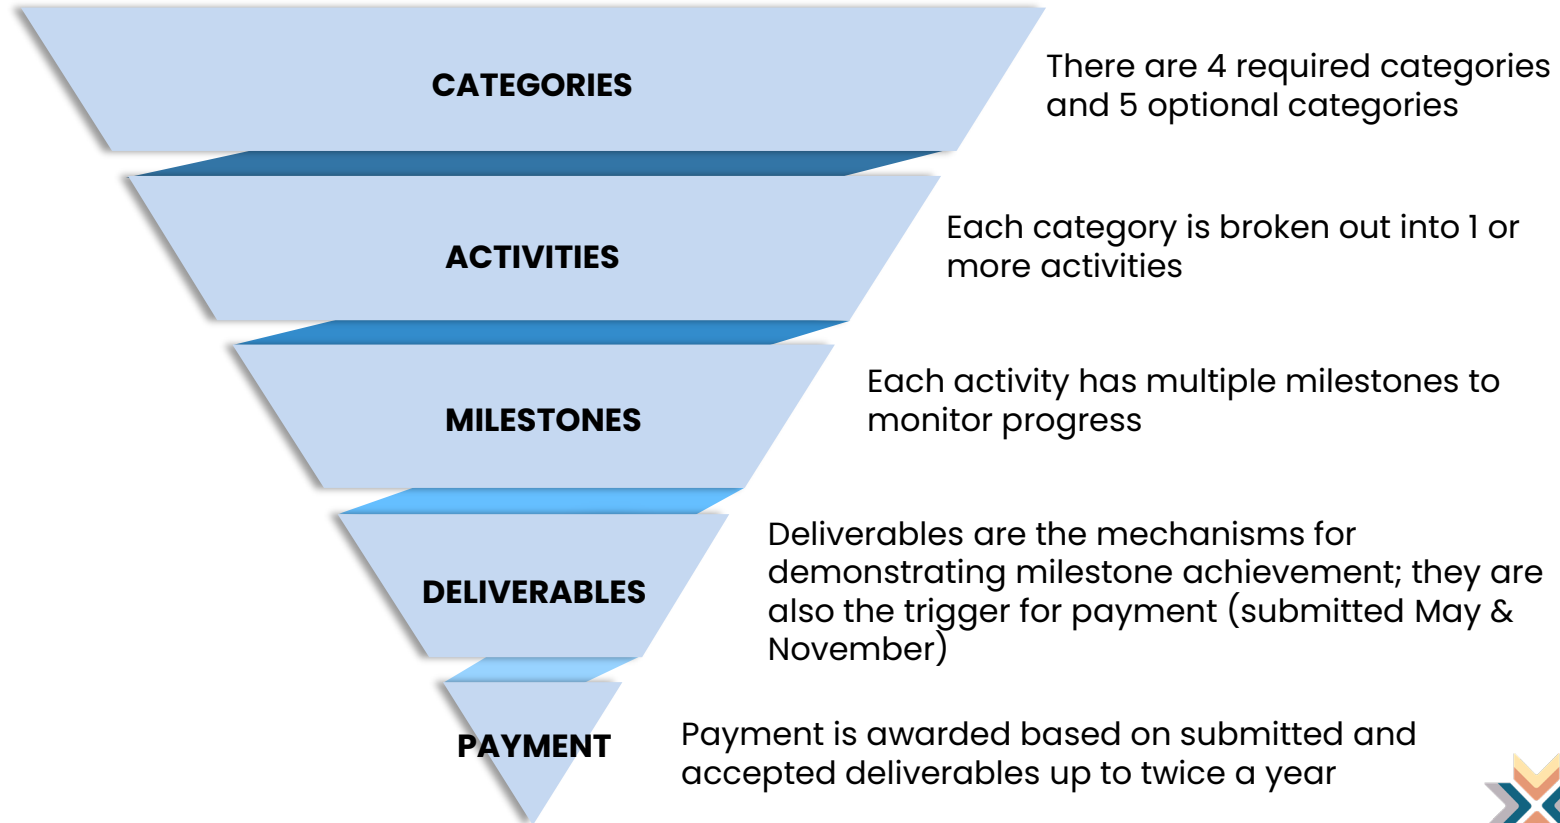 CATEGORIES
There are 4 required categories
and 5 optional categories
ACTIVITIES
Each category is broken out into 1 or
more activities
MILESTONES
Each activity has multiple milestones to
monitor progress
DELIVERABLES
Deliverables are the mechanisms for
demonstrating milestone achievement; they are
also the trigger for payment (submitted May &
November)
PAYMENT
Payment is awarded based on submitted and
accepted deliverables up to twice a year